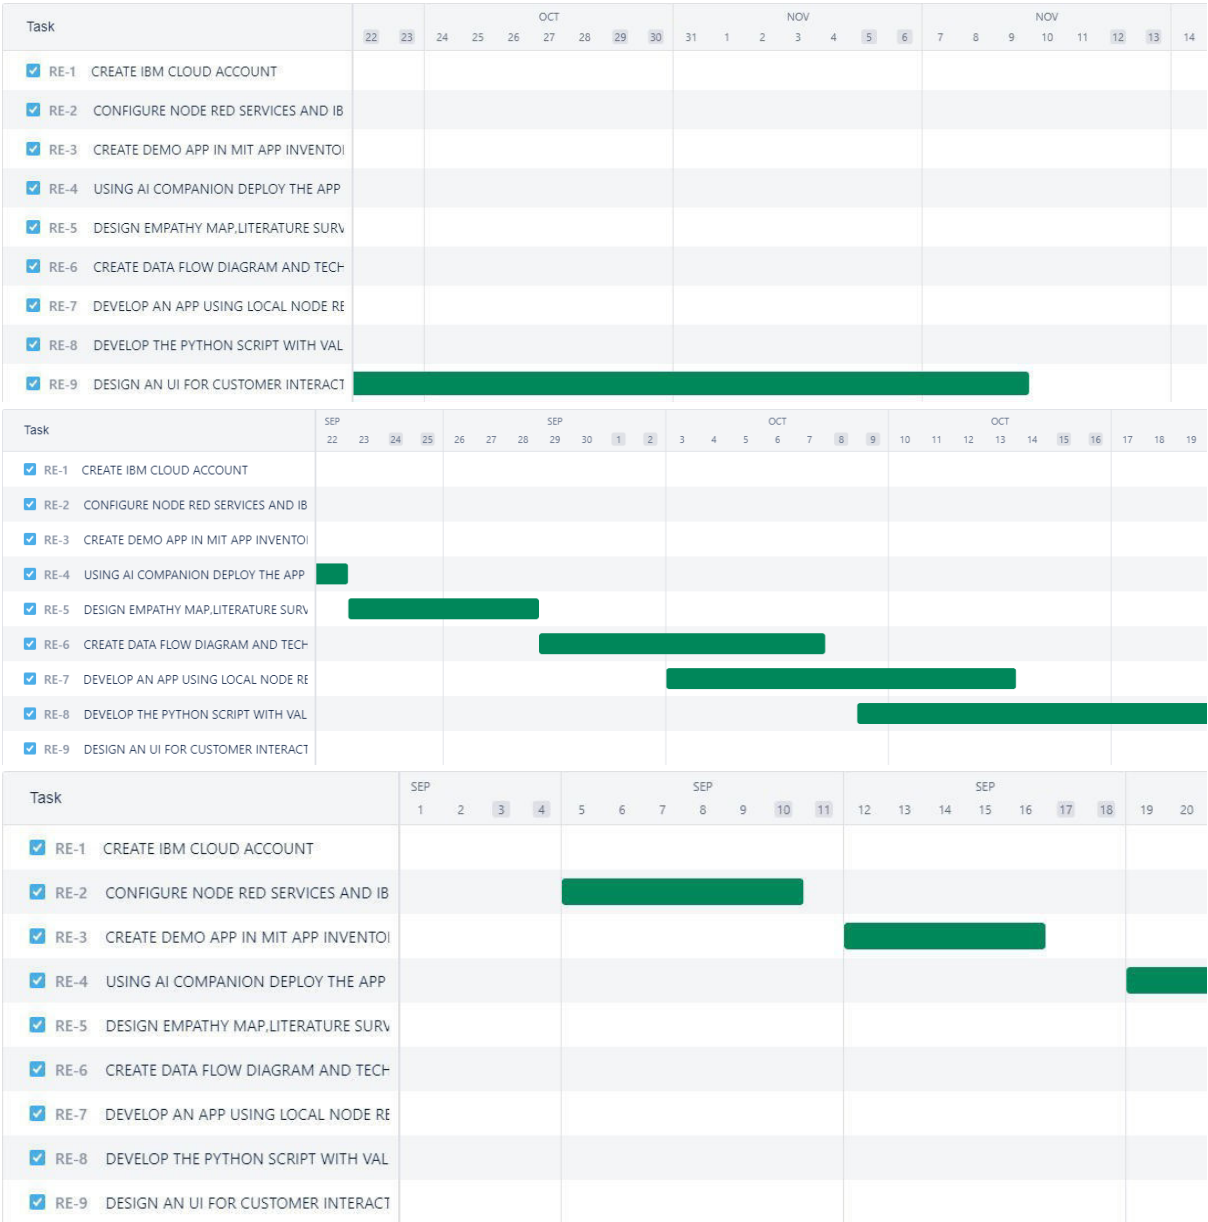 Task
OCT NOV NOV
22 23 24 25 26 27 28 29 30 31 1 2 3 4 5 6 7 8 9 10 11 12 13 14
RE-1 CREATE IBM CLOUD ACCOUNT
RE-2 CONFIGURE NODE RED SERVICES AND IB
RE-3 CREATE DEMO APP IN MIT APP INVENTO
RE-4 USING AI COMPANION DEPLOY THE APP
RE-5 DESIGN EMPATHY MAP,LITERATURE SURV
RE-6 CREATE DATA FLOW DIAGRAM AND TECH
RE-7 DEVELOP AN APP USING LOCAL NODE RE
RE-8 DEVELOP THE PYTHON SCRIPT WITH VAL
RE-9 DESIGN AN UI FOR CUSTOMER INTERACT
Task
SEP SEP OCT OCT
22 23 24 25 26 27 28 29 30 1 2 3 4 5 6 7 8 9 10 11 12 13 14 15 16 17 18 19
RE-1 CREATE IBM CLOUD ACCOUNT
RE-2 CONFIGURE NODE RED SERVICES AND IB
RE-3 CREATE DEMO APP IN MIT APP INVENTO
RE-4 USING AI COMPANION DEPLOY THE APP
RE-5 DESIGN EMPATHY MAP,LITERATURE SURV
RE-6 CREATE DATA FLOW DIAGRAM AND TECH
RE-7 DEVELOP AN APP USING LOCAL NODE RE
RE-8 DEVELOP THE PYTHON SCRIPT WITH VAL
RE-9 DESIGN AN UI FOR CUSTOMER INTERACT
Task
SEP SEP SEP
1 2 3 4 5 6 7 8 9 10 11 12 13 14 15 16 17 18 19 20
RE-1 CREATE IBM CLOUD ACCOUNT
RE-2 CONFIGURE NODE RED SERVICES AND IB
RE-3 CREATE DEMO APP IN MIT APP INVENTO
RE-4 USING AI COMPANION DEPLOY THE APP
RE-5 DESIGN EMPATHY MAP,LITERATURE SURV
RE-6 CREATE DATA FLOW DIAGRAM AND TECH
RE-7 DEVELOP AN APP USING LOCAL NODE RE
RE-8 DEVELOP THE PYTHON SCRIPT WITH VAL
RE-9 DESIGN AN UI FOR CUSTOMER INTERACT